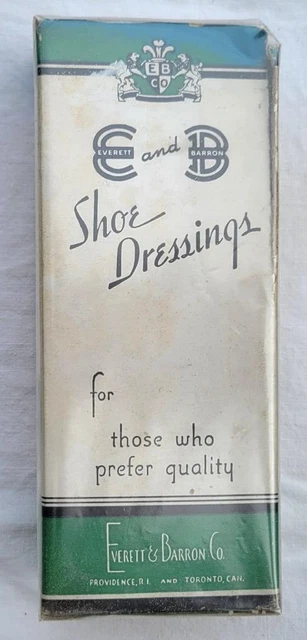 E B
C O
E and B
EVERETT BARRON
Shoe
Dressings
for
those who
prefer quality
Everett & Barron Co.
PROVIDENCE, R.I. AND TORONTO, CAN.